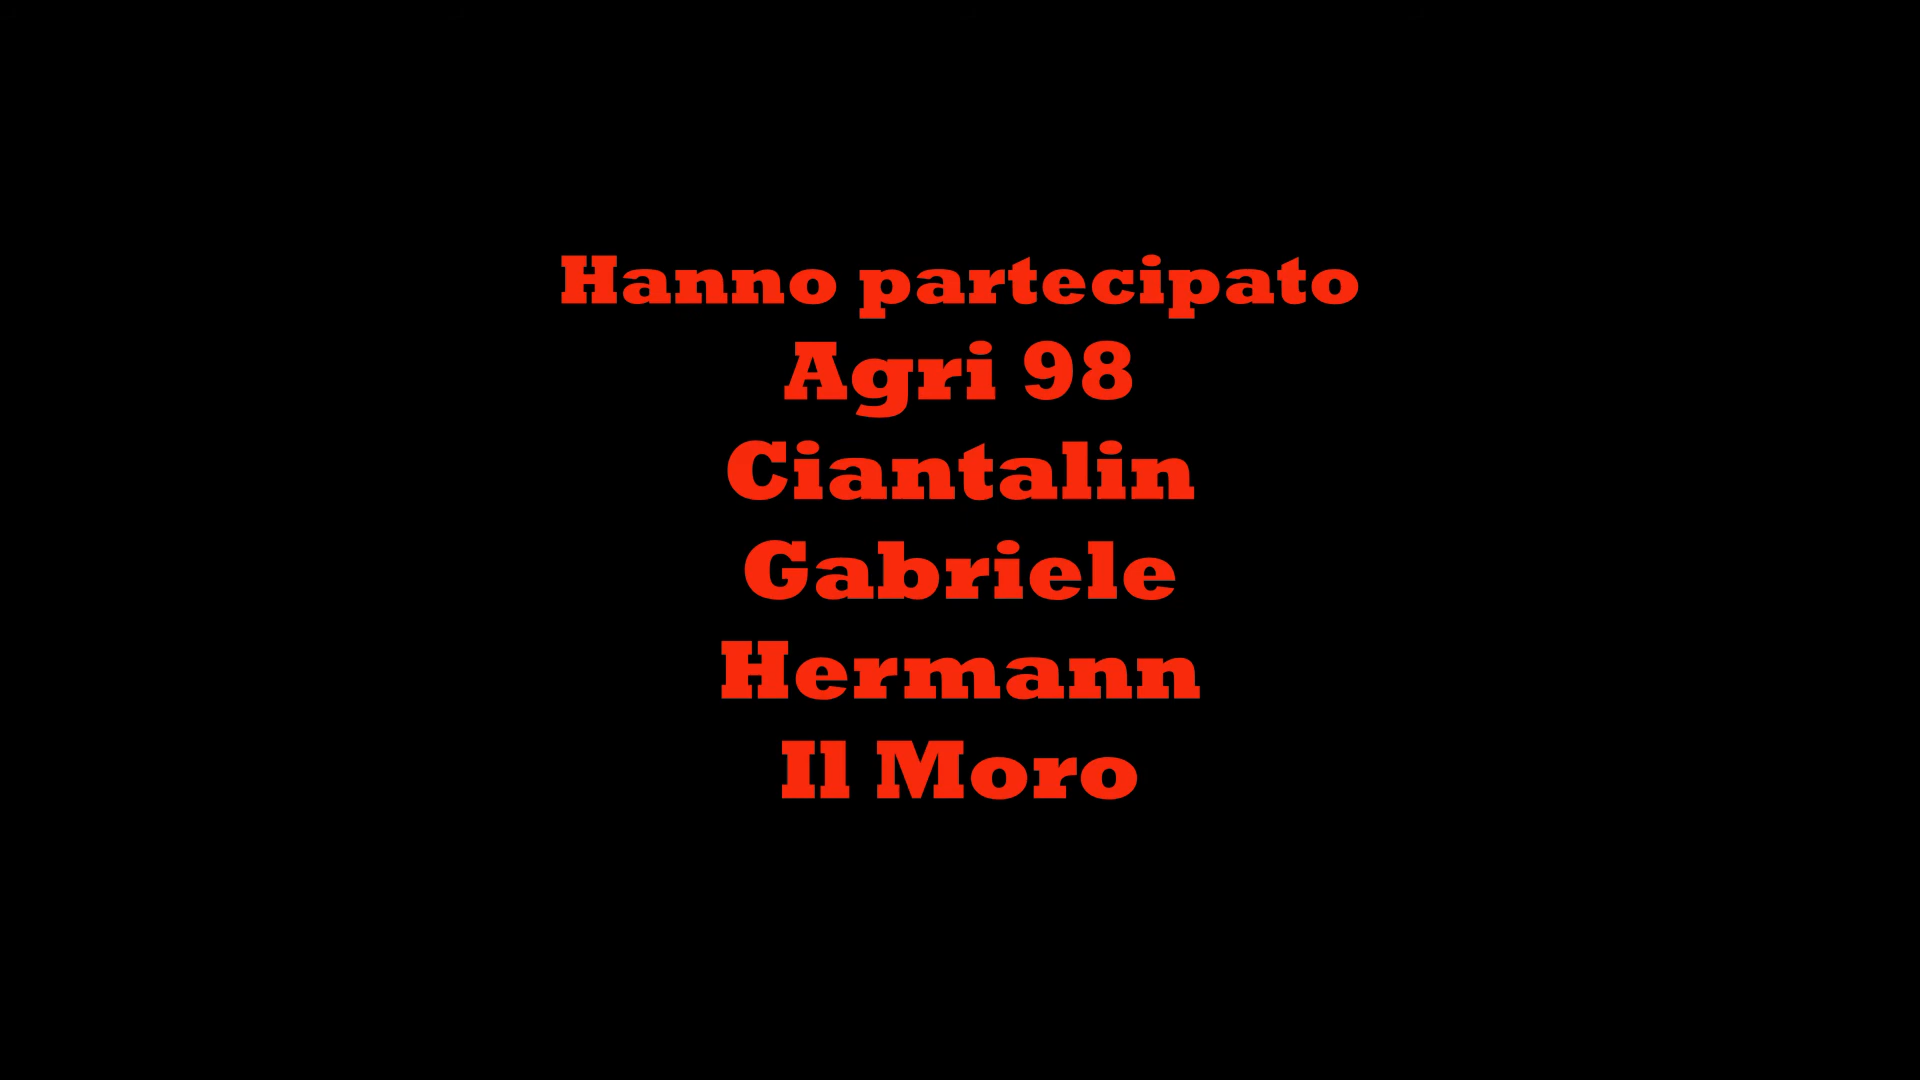 Hanno partecipato
Agri 98
Ciantalin
Gabriele
Hermann
Il Moro